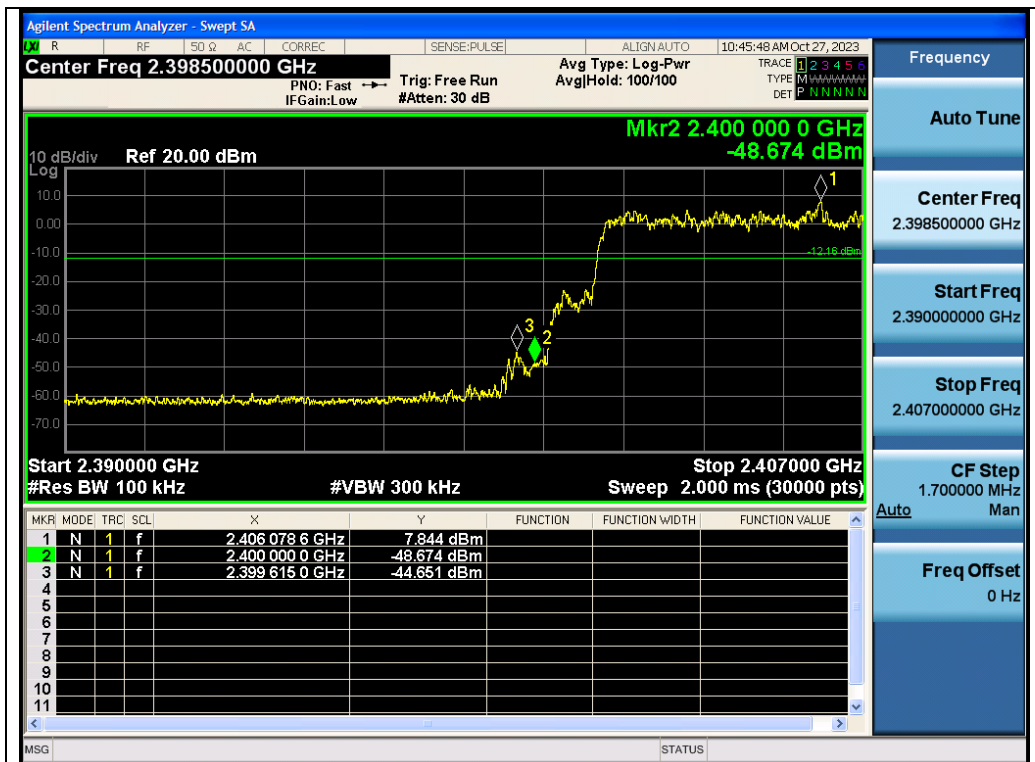 Agilent Spectrum Analyzer - Swept SA
LXI R RF 50 Ω AC CORREC SENSE:PULSE ALIGN AUTO 10:45:48 AM Oct 27, 2023
Center Freq 2.398500000 GHz
PNO: Fast
IFGain:Low
Trig: Free Run
#Atten: 30 dB
Avg Type: Log-Pwr
Avg|Hold: 100/100
TRACE 1 2 3 4 5 6
TYPE M
DET P N N N N N
Mkr2 2.400 000 0 GHz
-48.674 dBm
10 dB/div Ref 20.00 dBm
Log
10.0
0.00
-10.0
-20.0
-30.0
-40.0
-50.0
-60.0
-70.0
1
-12.16 dBm
3
2
Start 2.390000 GHz Stop 2.407000 GHz
#Res BW 100 kHz #VBW 300 kHz Sweep 2.000 ms (30000 pts)
MKR MODE TRC SCL X Y FUNCTION FUNCTION WIDTH FUNCTION VALUE
1 N 1 f 2.406 078 6 GHz 7.844 dBm
2 N 1 f 2.400 000 0 GHz -48.674 dBm
3 N 1 f 2.399 615 0 GHz -44.651 dBm
4
5
6
7
8
9
10
11
MSG STATUS
Frequency
Auto Tune
Center Freq
2.398500000 GHz
Start Freq
2.390000000 GHz
Stop Freq
2.407000000 GHz
CF Step
1.700000 MHz
Auto Man
Freq Offset
0 Hz